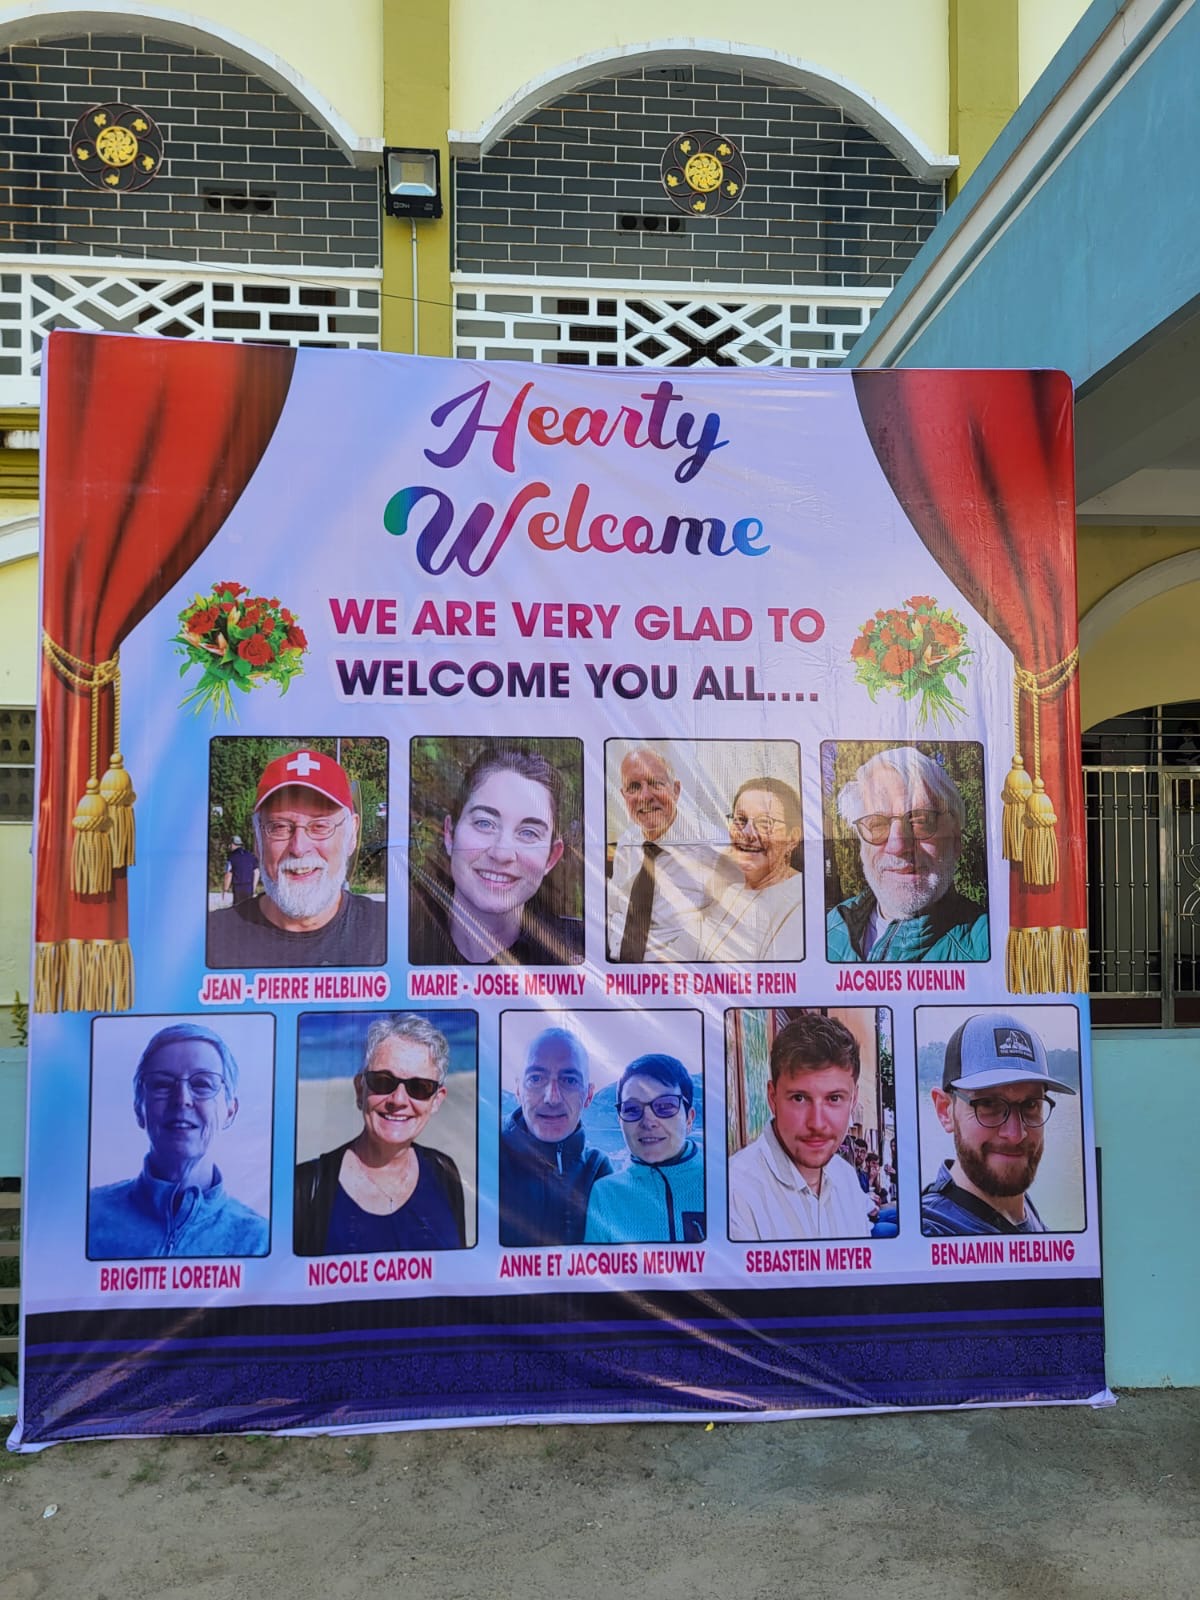 Hearty
Welcome
WE ARE VERY GLAD TO
WELCOME YOU ALL....
JEAN - PIERRE HELBLING
MARIE - JOSEE MEUWLY
PHILIPPE ET DANIELE FREIN
JACQUES KUENLIN
BRIGITTE LORETAN
NICOLE CARON
ANNE ET JACQUES MEUWLY
SEBASTEIN MEYER
BENJAMIN HELBLING